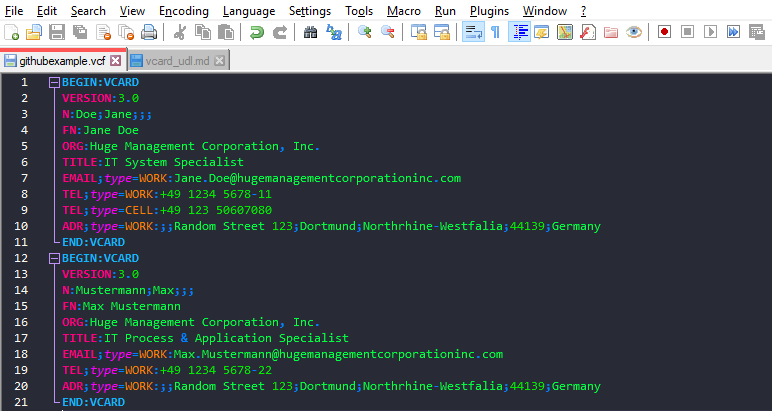 File Edit Search View Encoding Language Settings Tools Macro Run Plugins Window ?
githubexample.vcf vcard_udl.md
1 BEGIN:VCARD
2 VERSION:3.0
3 N:Doe;Jane;;;
4 FN:Jane Doe
5 ORG:Huge Management Corporation, Inc.
6 TITLE:IT System Specialist
7 EMAIL;type=WORK:Jane.Doe@hugemanagementcorporationinc.com
8 TEL;type=WORK:+49 1234 5678-11
9 TEL;type=CELL:+49 123 50607080
10 ADR;type=WORK:;;Random Street 123;Dortmund;Northrhine-Westfalia;44139;Germany
11 END:VCARD
12 BEGIN:VCARD
13 VERSION:3.0
14 N:Mustermann;Max;;;
15 FN:Max Mustermann
16 ORG:Huge Management Corporation, Inc.
17 TITLE:IT Process & Application Specialist
18 EMAIL;type=WORK:Max.Mustermann@hugemanagementcorporationinc.com
19 TEL;type=WORK:+49 1234 5678-22
20 ADR;type=WORK:;;Random Street 123;Dortmund;Northrhine-Westfalia;44139;Germany
21 END:VCARD